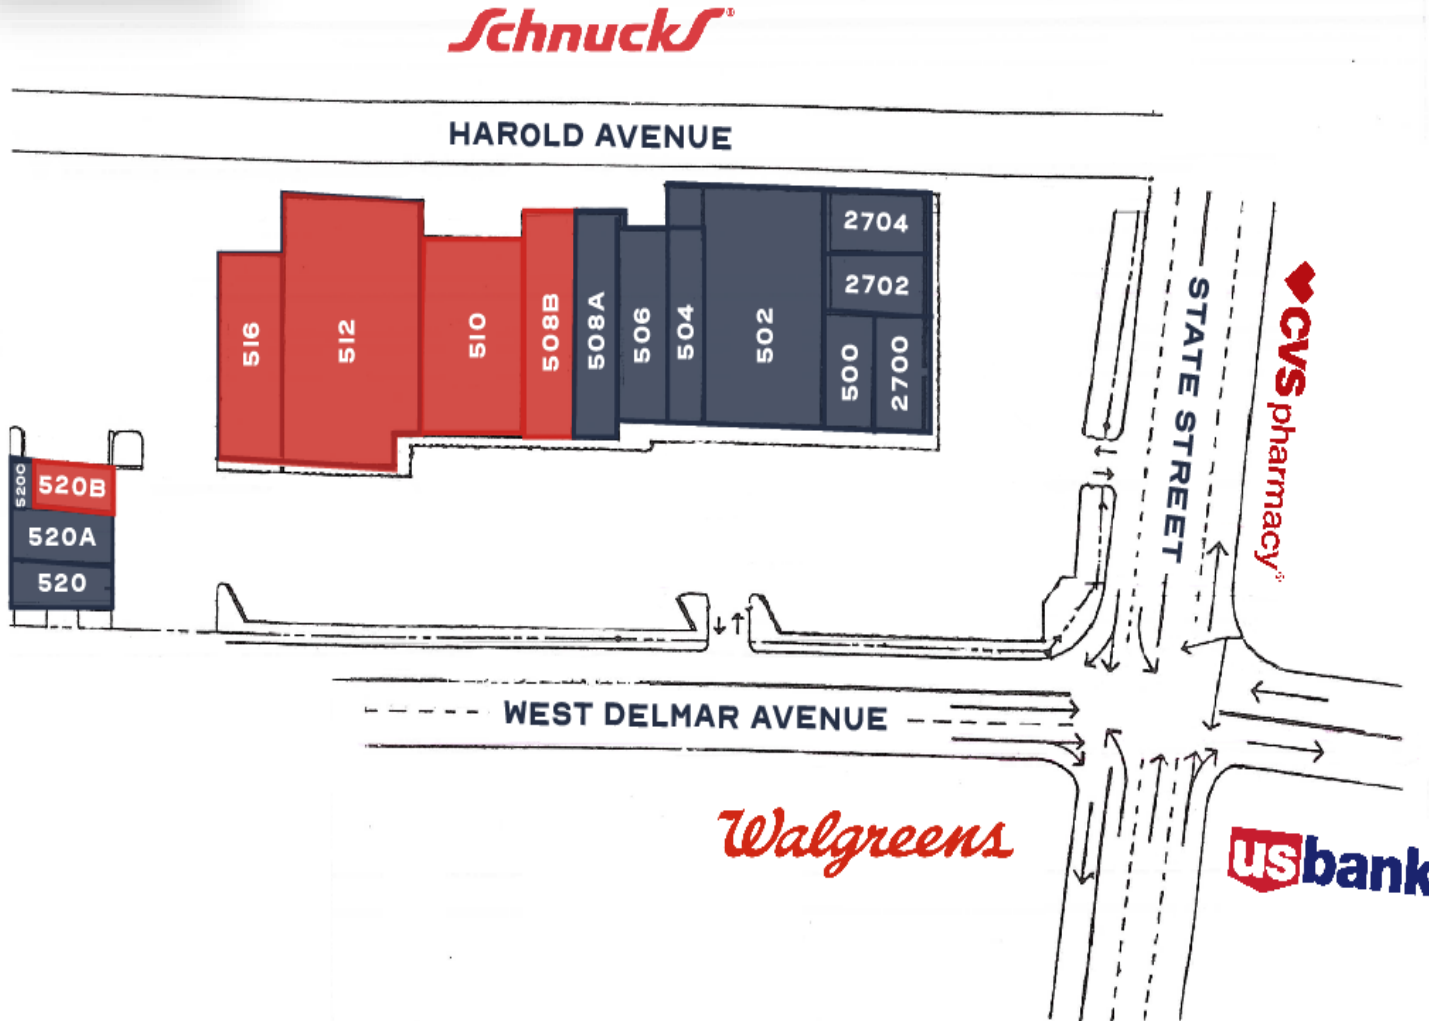 Schnucks®
HAROLD AVENUE
516
512
510
508B
508A
506
504
502
2704
2702
500
2700
STATE STREET
CVS pharmacy®
520C
520B
520A
520
WEST DELMAR AVENUE
Walgreens
usbank